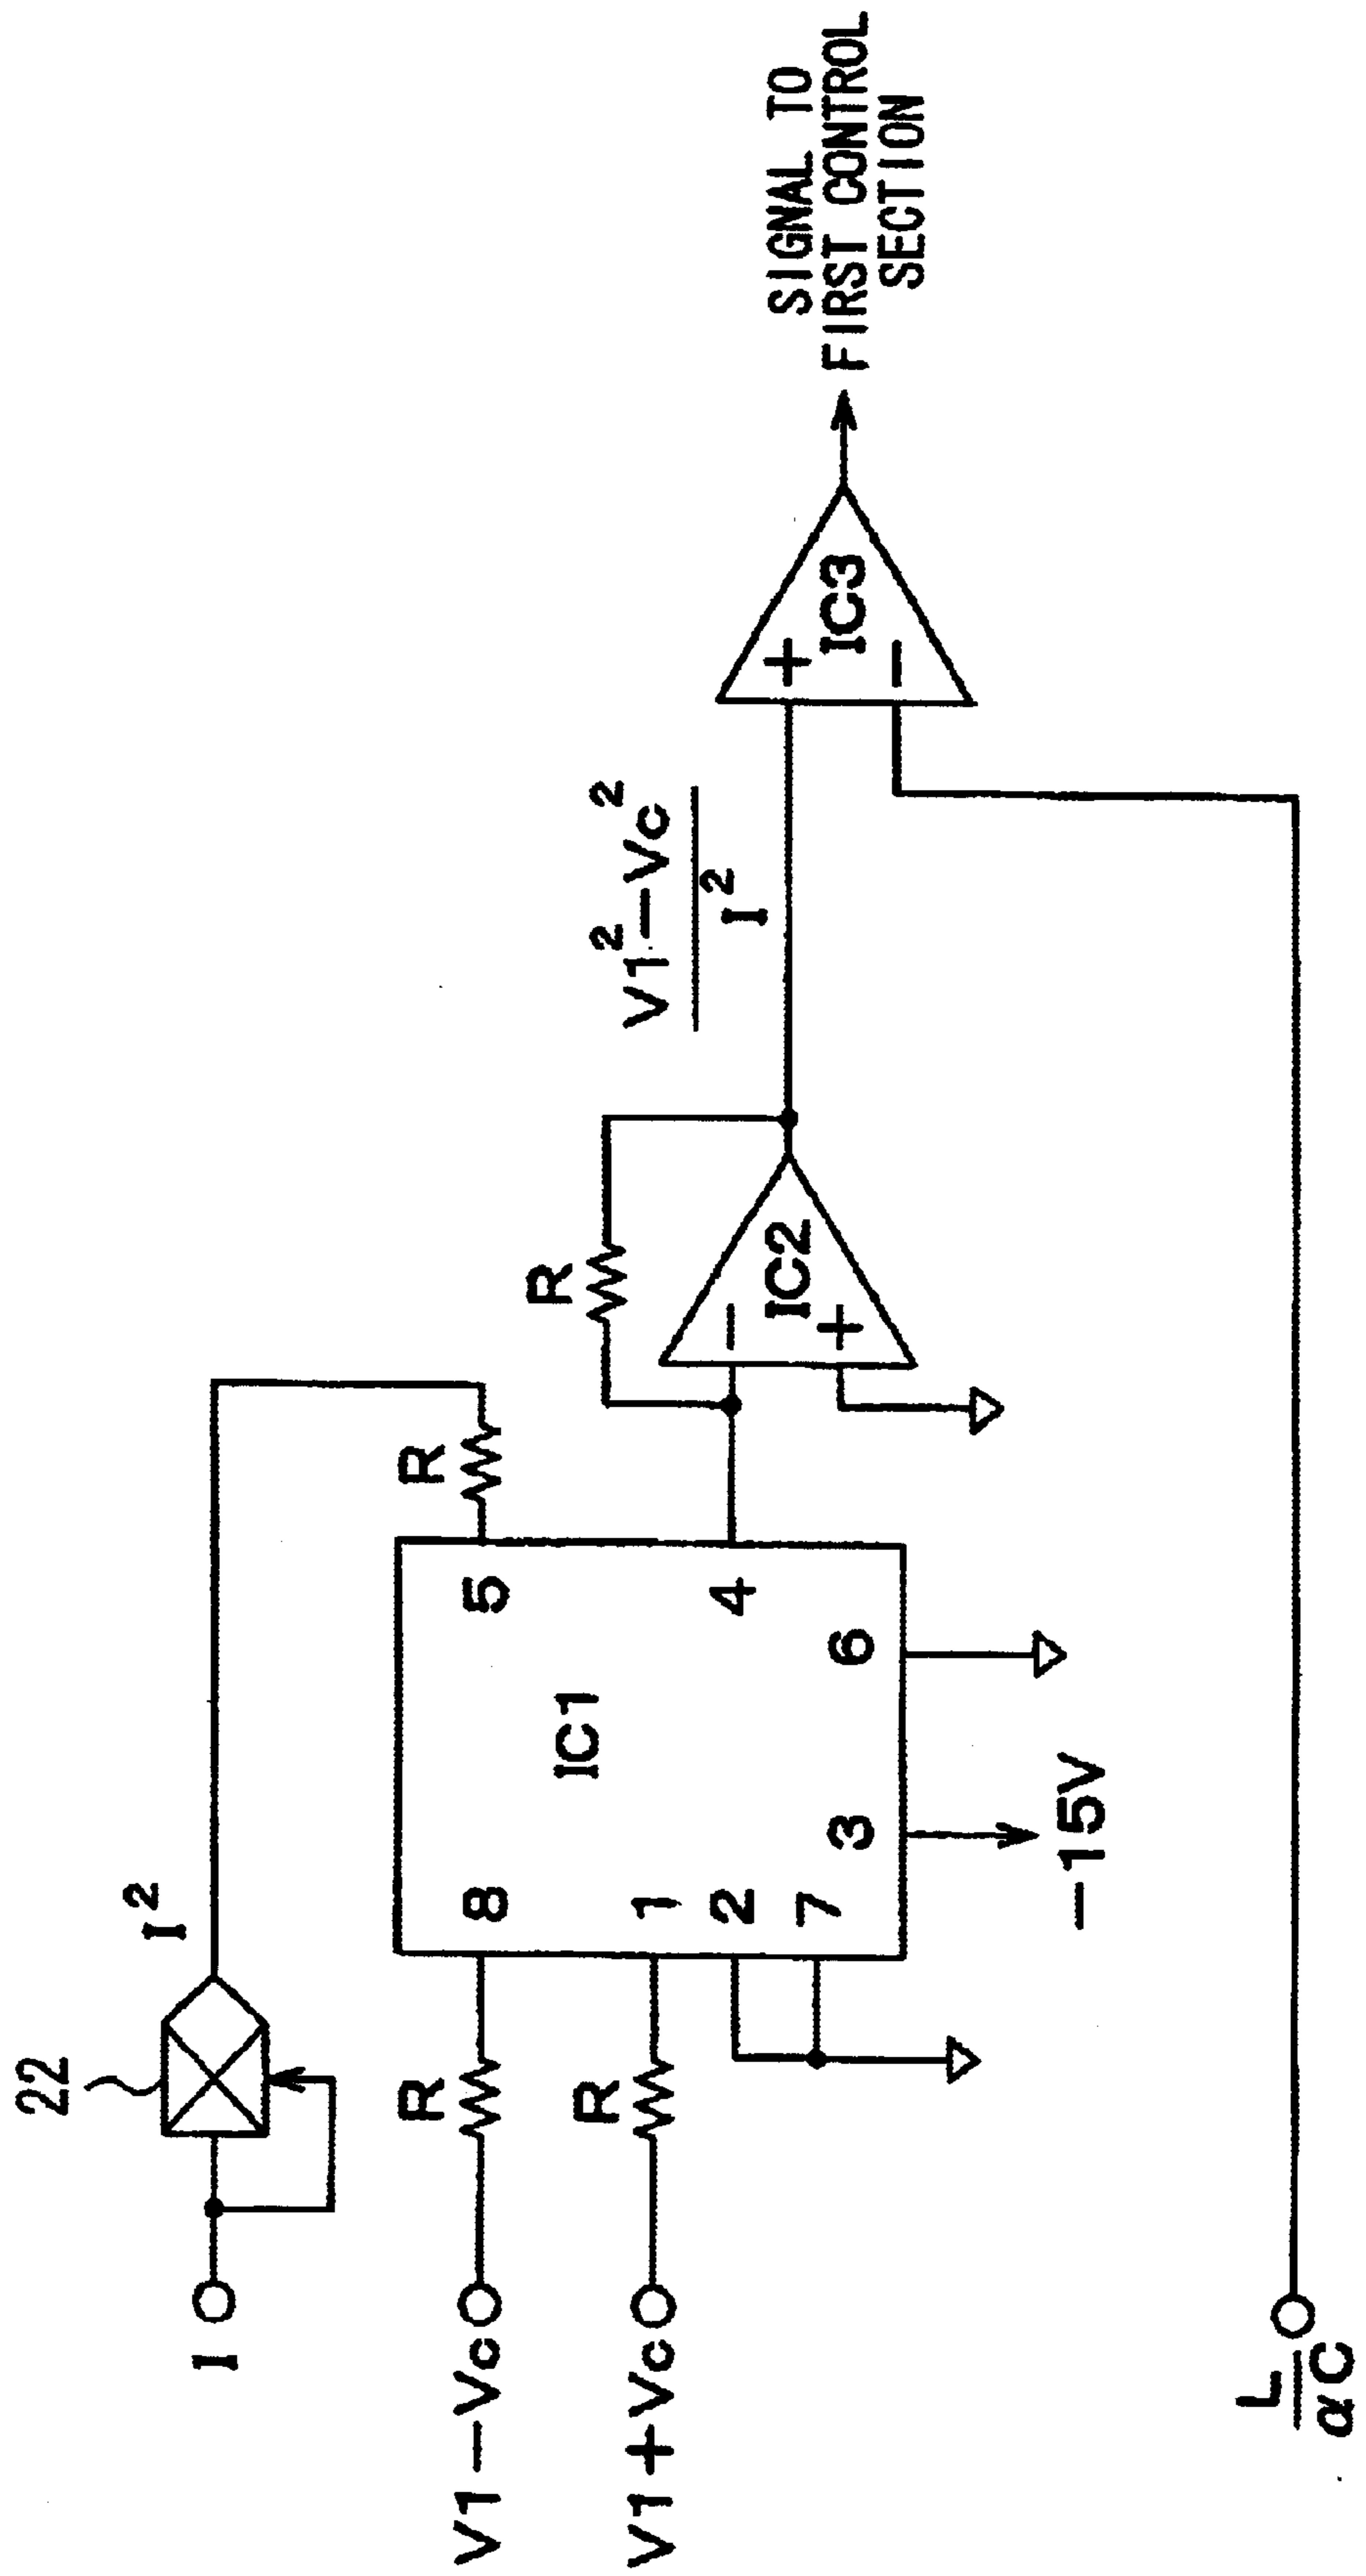 22
I
I²
V1−Vc
R
V1+Vc
R
8
1
2
7
IC1
3
6
5
4
−15V
R
R
−
+
IC2
V1²−Vc²
I²
+
−
IC3
SIGNAL TO
FIRST CONTROL
SECTION
L
αC